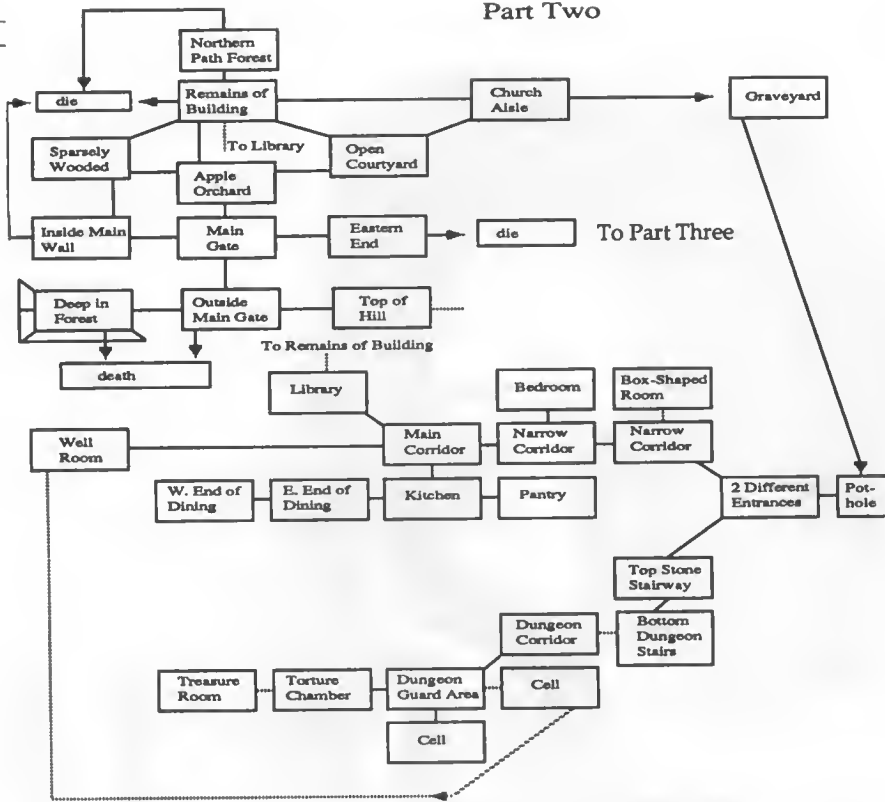 Part Two
Northern
Path Forest
die
Remains of
Building
Church
Aisle
Graveyard
To Library
Sparsely
Wooded
Open
Courtyard
Apple
Orchard
Inside Main
Wall
Main
Gate
Eastern
End
die
To Part Three
Deep in
Forest
Outside
Main Gate
Top of
Hill
To Remains of Building
death
Library
Bedroom
Box-Shaped
Room
Well
Room
Main
Corridor
Narrow
Corridor
Narrow
Corridor
W. End of
Dining
E. End of
Dining
Kitchen
Pantry
2 Different
Entrances
Pot-
hole
Top Stone
Stairway
Dungeon
Corridor
Bottom
Dungeon
Stairs
Treasure
Room
Torture
Chamber
Dungeon
Guard Area
Cell
Cell